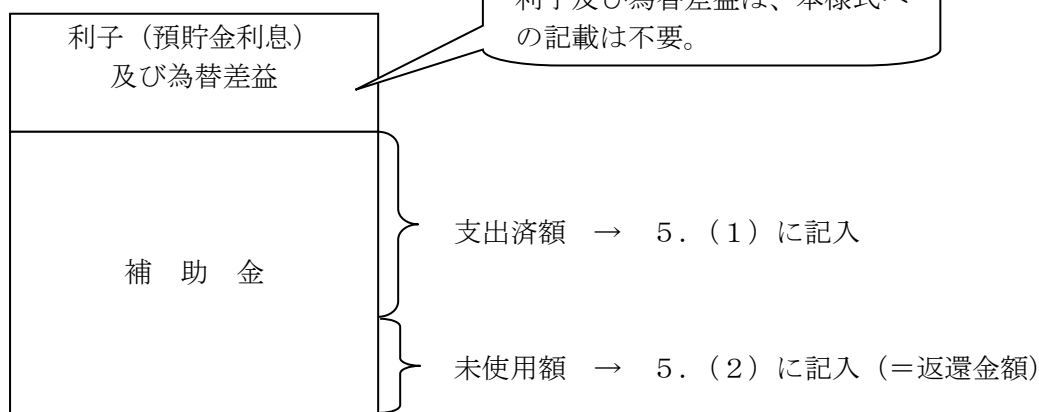 利子及び為替差益は、本様式へ
の記載は不要。
利子（預貯金利息）
及び為替差益
支出済額　→　５．（１）に記入
補　助　金
未使用額　→　５．（２）に記入（＝返還金額）